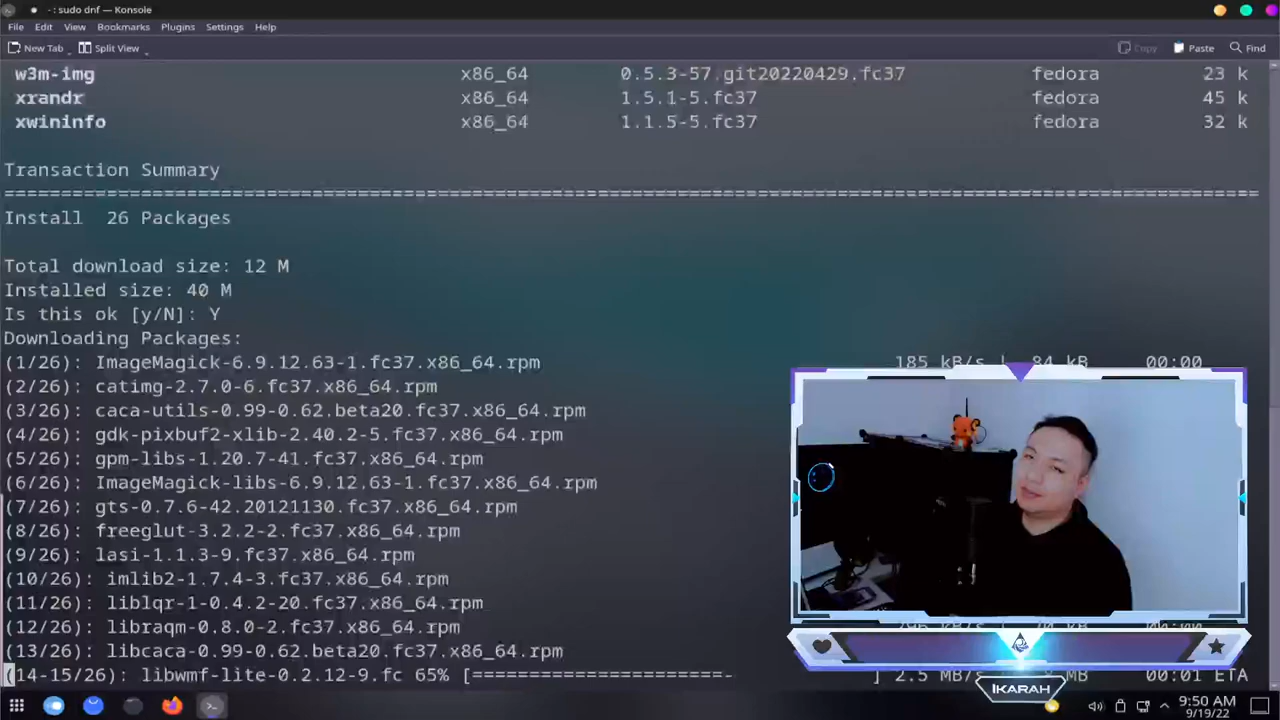 - : sudo dnf — Konsole
File Edit View Bookmarks Plugins Settings Help
New Tab Split View Copy Paste Find
w3m-img x86_64 0.5.3-57.git20220429.fc37 fedora 23 k
xrandr x86_64 1.5.1-5.fc37 fedora 45 k
xwininfo x86_64 1.1.5-5.fc37 fedora 32 k
Transaction Summary
Install 26 Packages
Total download size: 12 M
Installed size: 40 M
Is this ok [y/N]: Y
Downloading Packages:
(1/26): ImageMagick-6.9.12.63-1.fc37.x86_64.rpm 185 kB/s | 84 kB 00:00
(2/26): catimg-2.7.0-6.fc37.x86_64.rpm
(3/26): caca-utils-0.99-0.62.beta20.fc37.x86_64.rpm
(4/26): gdk-pixbuf2-xlib-2.40.2-5.fc37.x86_64.rpm
(5/26): gpm-libs-1.20.7-41.fc37.x86_64.rpm
(6/26): ImageMagick-libs-6.9.12.63-1.fc37.x86_64.rpm
(7/26): gts-0.7.6-42.20121130.fc37.x86_64.rpm
(8/26): freeglut-3.2.2-2.fc37.x86_64.rpm
(9/26): lasi-1.1.3-9.fc37.x86_64.rpm
(10/26): imlib2-1.7.4-3.fc37.x86_64.rpm
(11/26): liblqr-1-0.4.2-20.fc37.x86_64.rpm
(12/26): libraqm-0.8.0-2.fc37.x86_64.rpm
(13/26): libcaca-0.99-0.62.beta20.fc37.x86_64.rpm
(14-15/26): libwmf-lite-0.2.12-9.fc 65% [=======================- ] 2.5 MB/s 00:01 ETA
IKARAH
9:50 AM
9/19/22